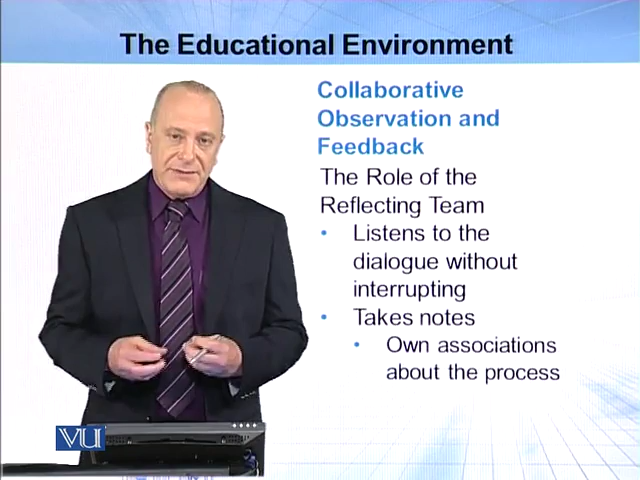 The Educational Environment
Collaborative
Observation and
Feedback
The Role of the
Reflecting Team
• Listens to the
dialogue without
interrupting
• Takes notes
• Own associations
about the process
VU